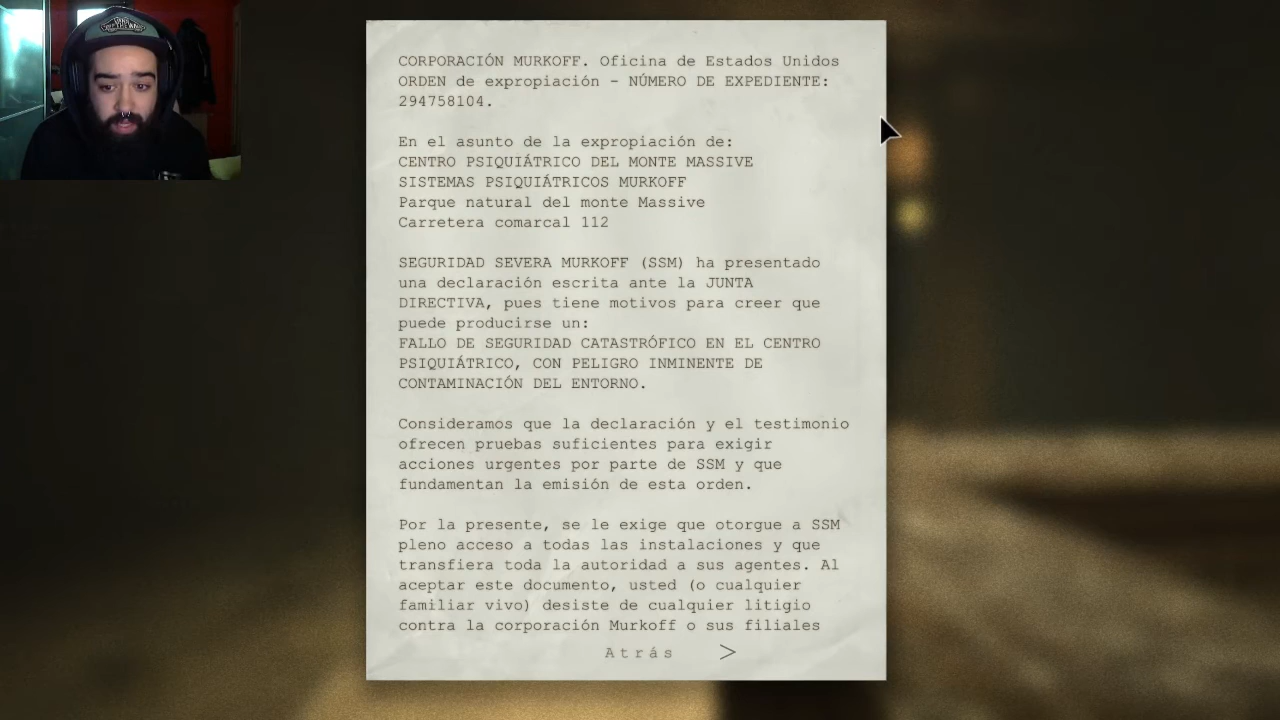 CORPORACIÓN MURKOFF. Oficina de Estados Unidos
ORDEN de expropiación - NÚMERO DE EXPEDIENTE:
294758104.
En el asunto de la expropiación de:
CENTRO PSIQUIÁTRICO DEL MONTE MASSIVE
SISTEMAS PSIQUIÁTRICOS MURKOFF
Parque natural del monte Massive
Carretera comarcal 112
SEGURIDAD SEVERA MURKOFF (SSM) ha presentado
una declaración escrita ante la JUNTA
DIRECTIVA, pues tiene motivos para creer que
puede producirse un:
FALLO DE SEGURIDAD CATASTRÓFICO EN EL CENTRO
PSIQUIÁTRICO, CON PELIGRO INMINENTE DE
CONTAMINACIÓN DEL ENTORNO.
Consideramos que la declaración y el testimonio
ofrecen pruebas suficientes para exigir
acciones urgentes por parte de SSM y que
fundamentan la emisión de esta orden.
Por la presente, se le exige que otorgue a SSM
pleno acceso a todas las instalaciones y que
transfiera toda la autoridad a sus agentes. Al
aceptar este documento, usted (o cualquier
familiar vivo) desiste de cualquier litigio
contra la corporación Murkoff o sus filiales
Atrás >